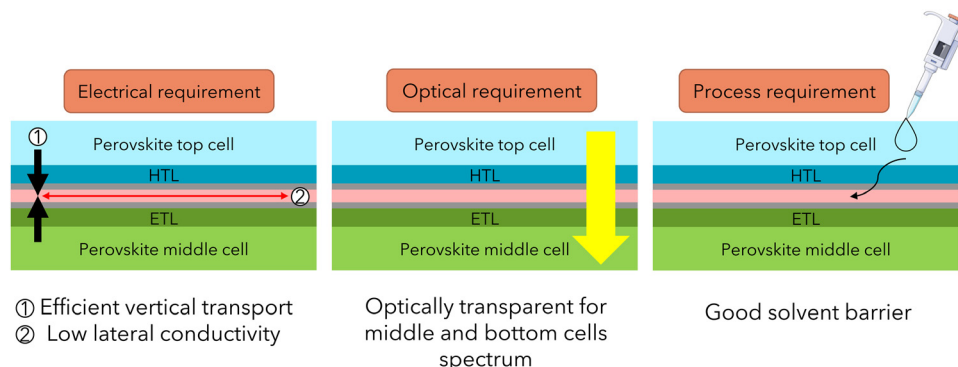 Electrical requirement
① Perovskite top cell
HTL
②
ETL
Perovskite middle cell
① Efficient vertical transport
② Low lateral conductivity
Optical requirement
Perovskite top cell
HTL
ETL
Perovskite middle cell
Optically transparent for
middle and bottom cells
spectrum
Process requirement
Perovskite top cell
HTL
ETL
Perovskite middle cell
Good solvent barrier